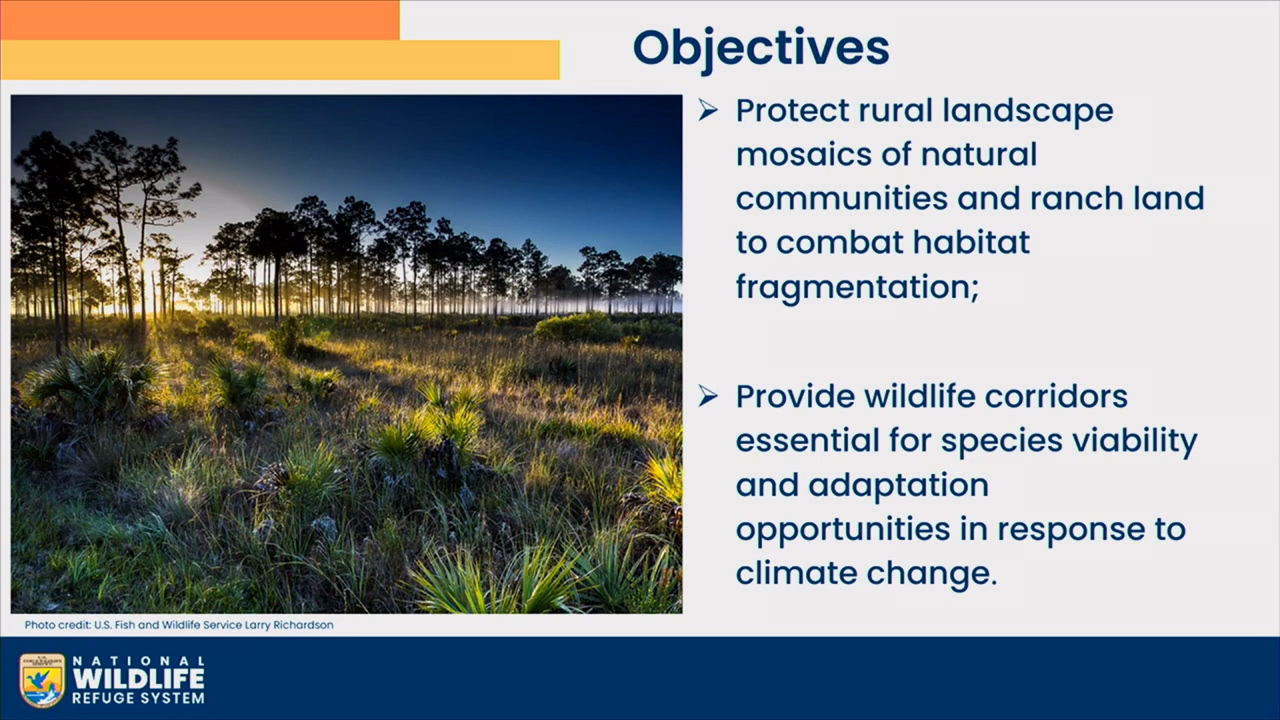 Objectives
➢ Protect rural landscape
mosaics of natural
communities and ranch land
to combat habitat
fragmentation;
➢ Provide wildlife corridors
essential for species viability
and adaptation
opportunities in response to
climate change.
Photo credit: U.S. Fish and Wildlife Service Larry Richardson
NATIONAL
WILDLIFE
REFUGE SYSTEM